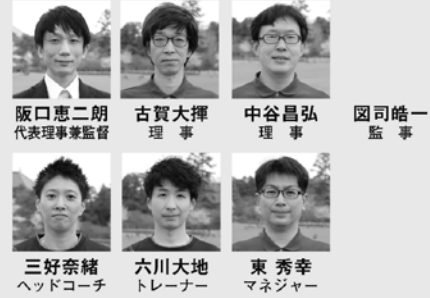 阪口恵二朗 古賀大揮 中谷昌弘 図司皓一
代表理事兼監督 理 事 理 事 監 事
三好奈緒 六川大地 東 秀幸
ヘッドコーチ トレーナー マネジャー